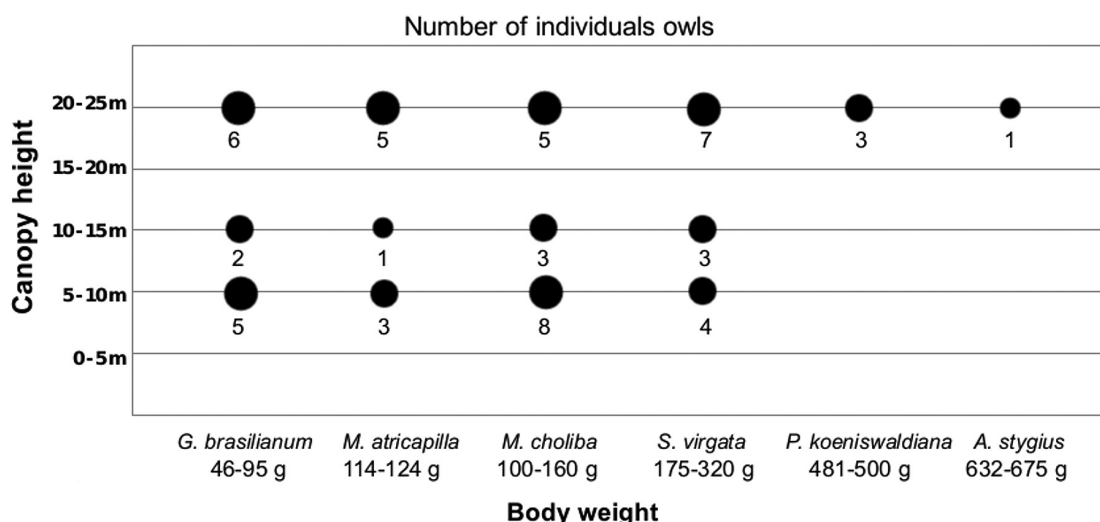 Number of individuals owls
Canopy height
20-25m
6 5 5 7 3 1
15-20m
10-15m
2 1 3 3
5-10m
5 3 8 4
0-5m
G. brasilianum M. atricapilla M. choliba S. virgata P. koeniswaldiana A. stygius
46-95 g 114-124 g 100-160 g 175-320 g 481-500 g 632-675 g
Body weight